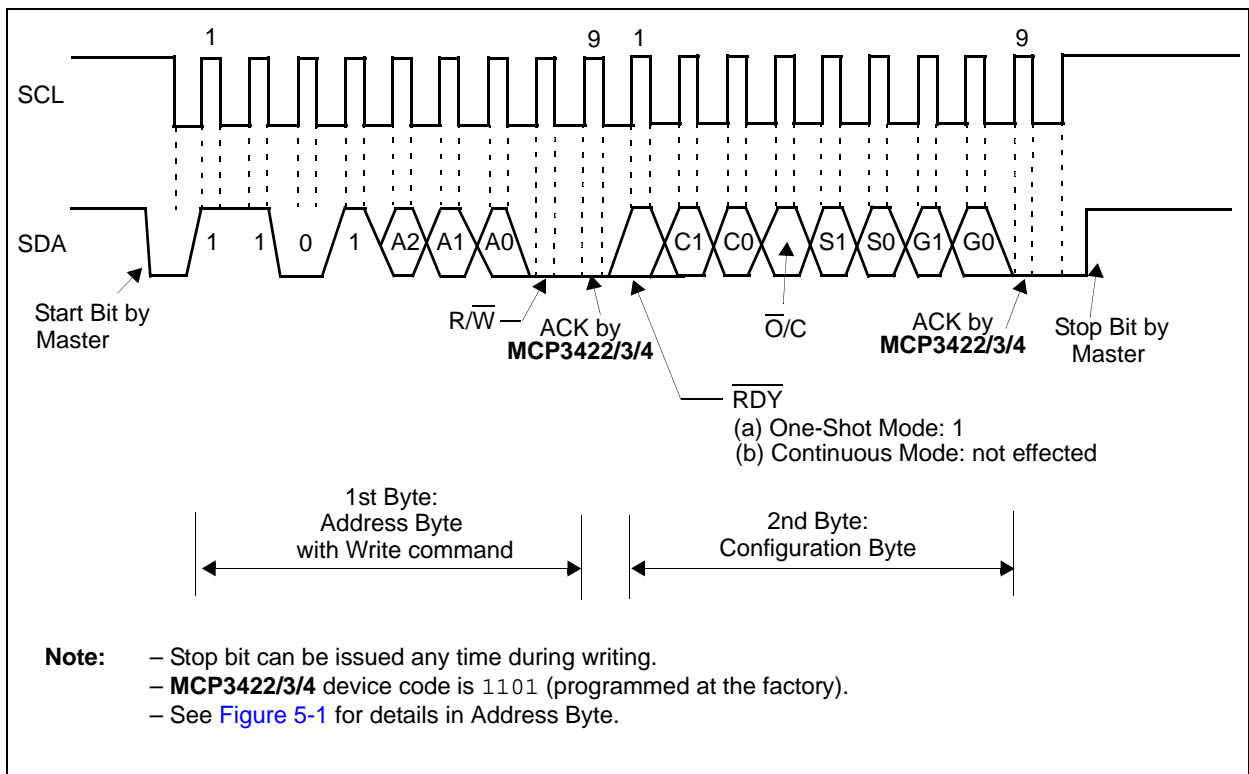 1 9 1 9
SCL
SDA
1 1 0 1 A2 A1 A0 C1 C0 S1 S0 G1 G0
Start Bit by
Master
R/W̅
ACK by
MCP3422/3/4
O̅/C
ACK by
MCP3422/3/4
Stop Bit by
Master
R̅D̅Y̅
(a) One-Shot Mode: 1
(b) Continuous Mode: not effected
1st Byte:
Address Byte
with Write command
2nd Byte:
Configuration Byte
Note: – Stop bit can be issued any time during writing.
– MCP3422/3/4 device code is 1101 (programmed at the factory).
– See Figure 5-1 for details in Address Byte.